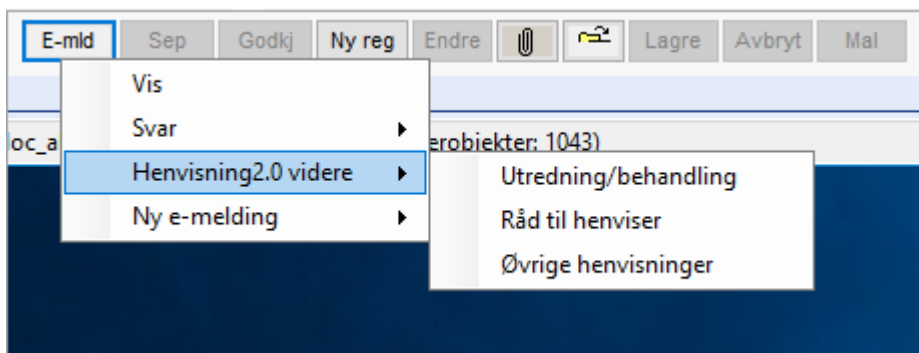 E-mld Sep Godkj Ny reg Endre Lagre Avbryt Mal
Vis
Svar
erobjekter: 1043)
Henvisning2.0 videre
Ny e-melding
Utredning/behandling
Råd til henviser
Øvrige henvisninger